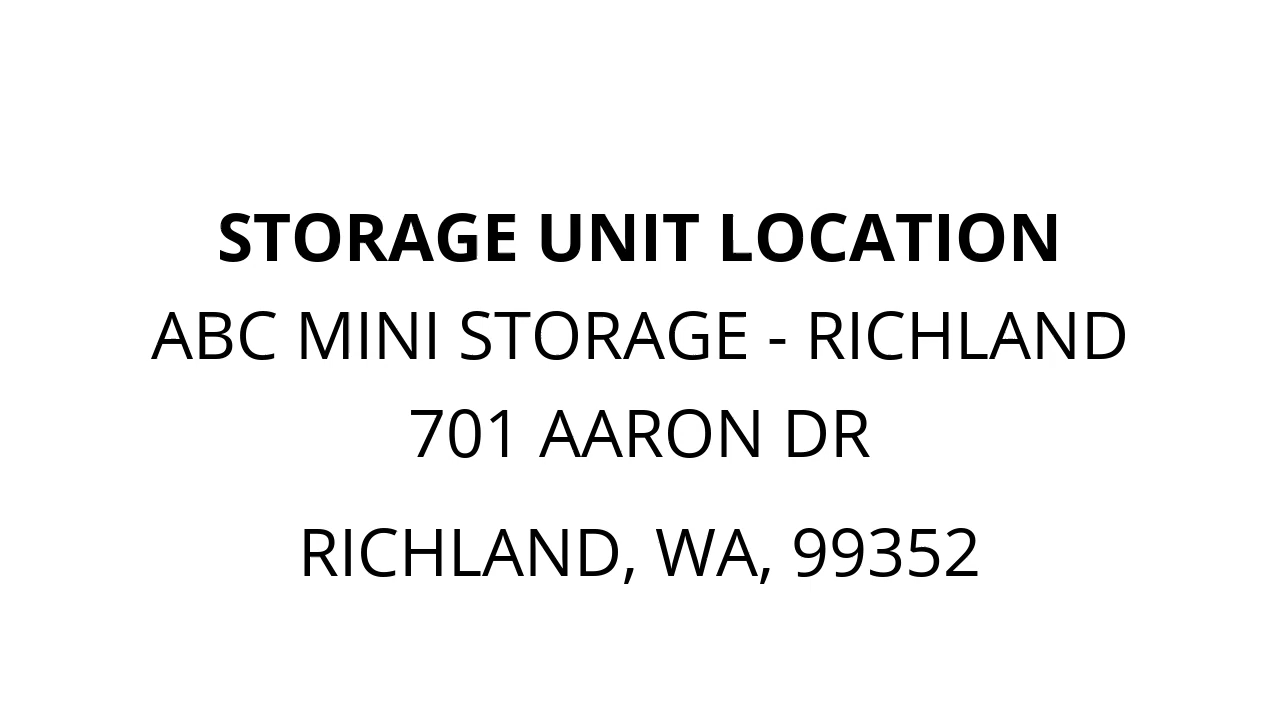 STORAGE UNIT LOCATION
ABC MINI STORAGE - RICHLAND
701 AARON DR
RICHLAND, WA, 99352